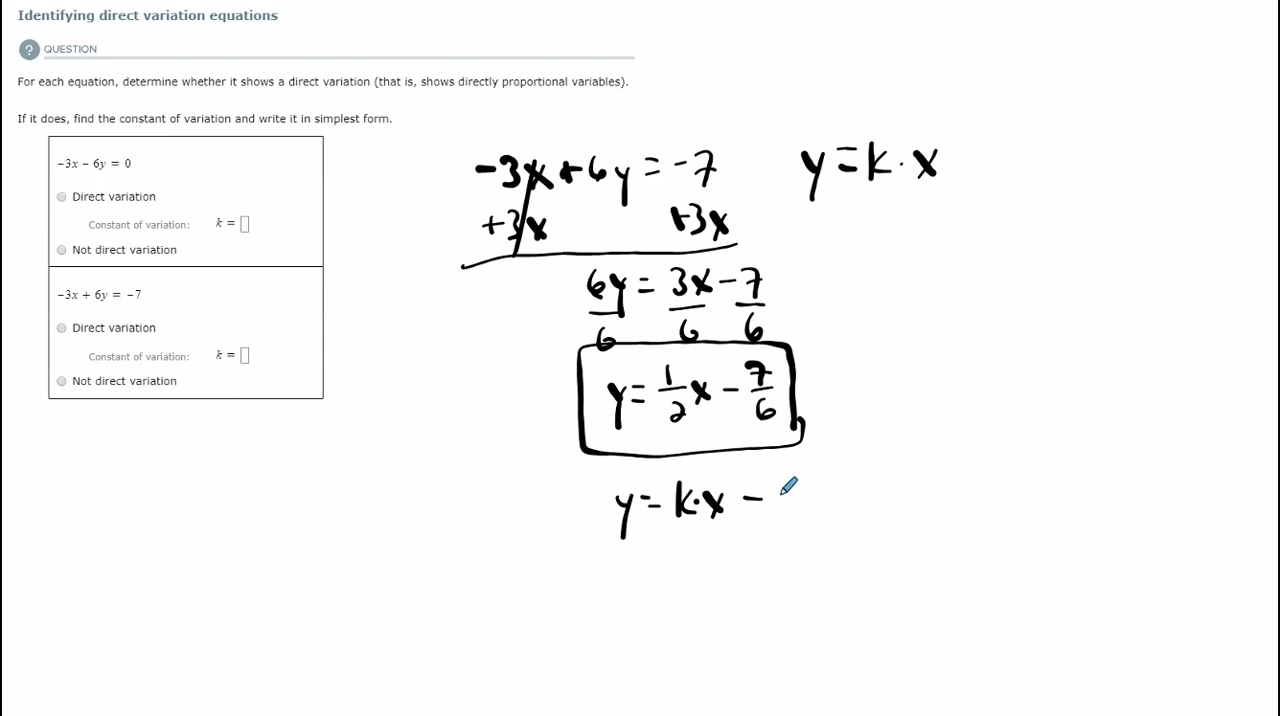 Identifying direct variation equations
? QUESTION
For each equation, determine whether it shows a direct variation (that is, shows directly proportional variables).
If it does, find the constant of variation and write it in simplest form.
-3x - 6y = 0
Direct variation
Constant of variation: k =
Not direct variation
-3x + 6y = -7
Direct variation
Constant of variation: k =
Not direct variation
-3x + 6y = -7
+3x +3x
6y = 3x - 7
6 6 6
y = 1/2 x - 7/6
y = k·x -
y = k·x